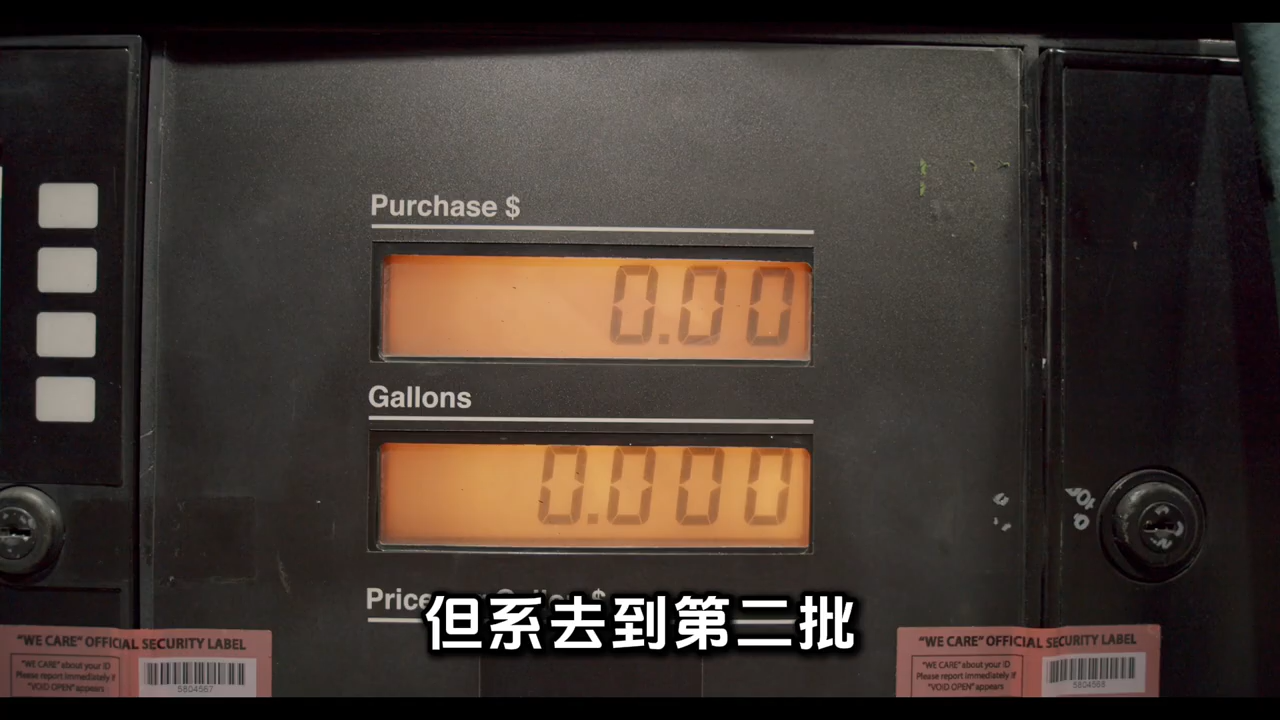 Purchase $
0.00
Gallons
0.000
Price
但系去到第二批
"WE CARE" OFFICIAL SECURITY LABEL
"WE CARE" about your ID
Please report immediately if
"VOID OPEN" appears
5804567
"WE CARE" OFFICIAL SECURITY LABEL
"WE CARE" about your ID
Please report immediately if
"VOID OPEN" appears
5804568